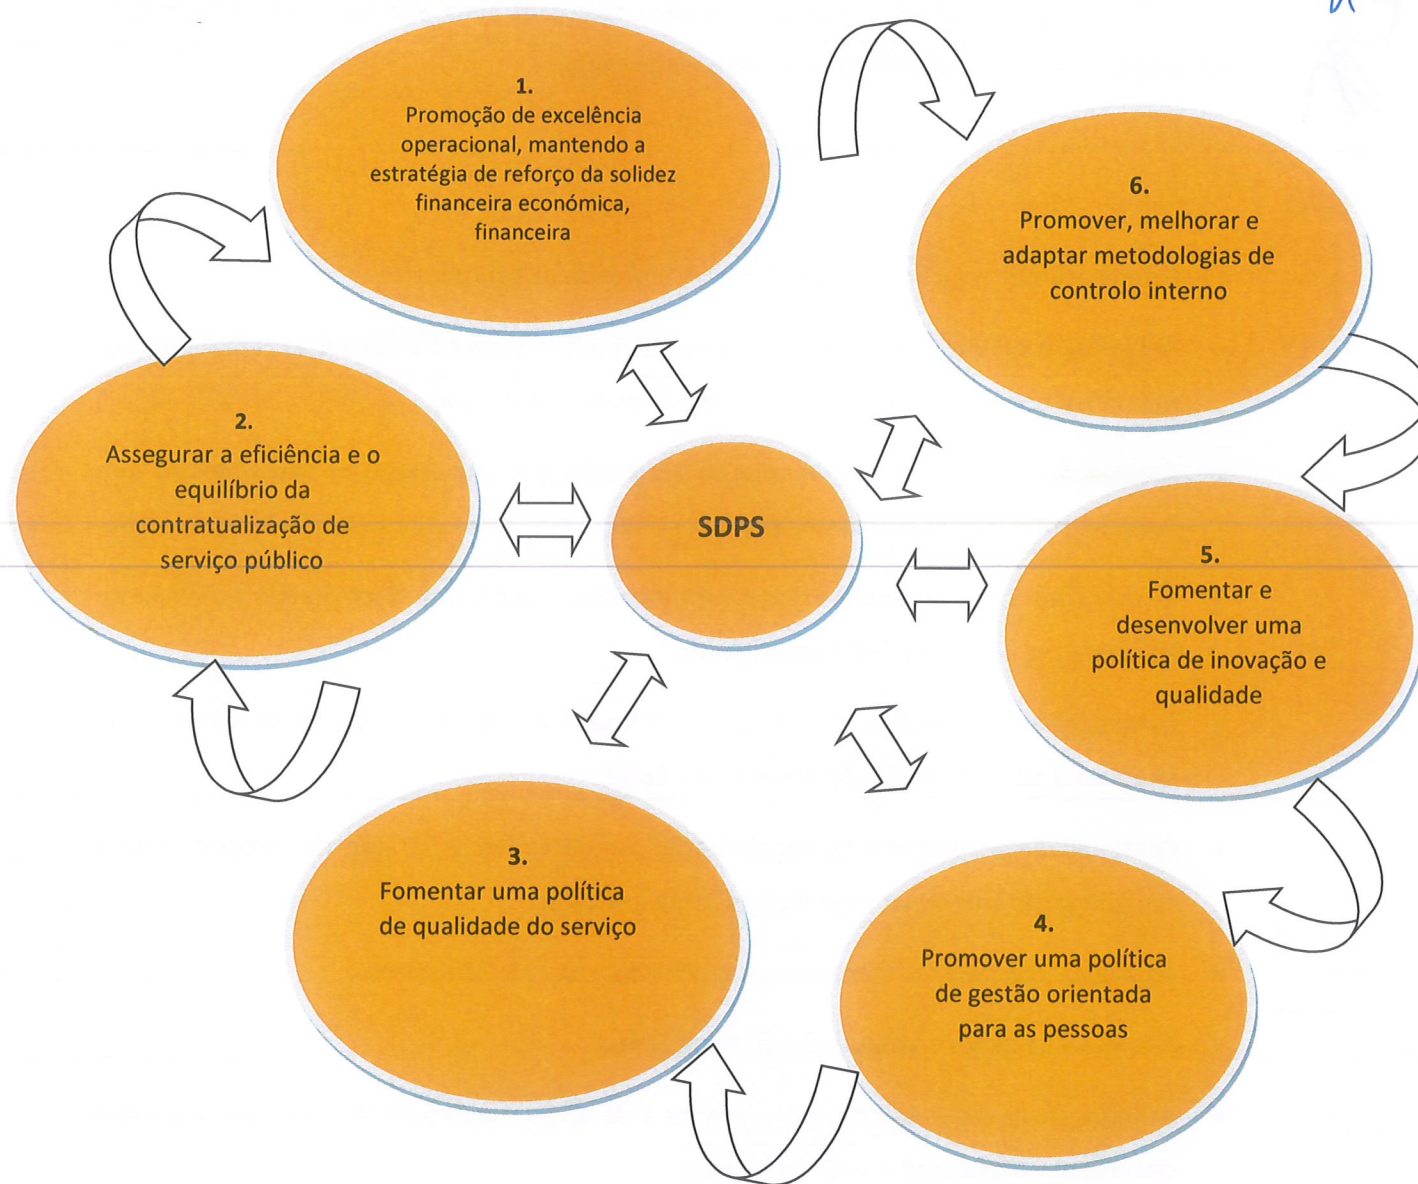 1.
Promoção de excelência
operacional, mantendo a
estratégia de reforço da solidez
financeira económica,
financeira
6.
Promover, melhorar e
adaptar metodologias de
controlo interno
2.
Assegurar a eficiência e o
equilíbrio da
contratualização de
serviço público
SDPS
5.
Fomentar e
desenvolver uma
política de inovação e
qualidade
3.
Fomentar uma política
de qualidade do serviço
4.
Promover uma política
de gestão orientada
para as pessoas